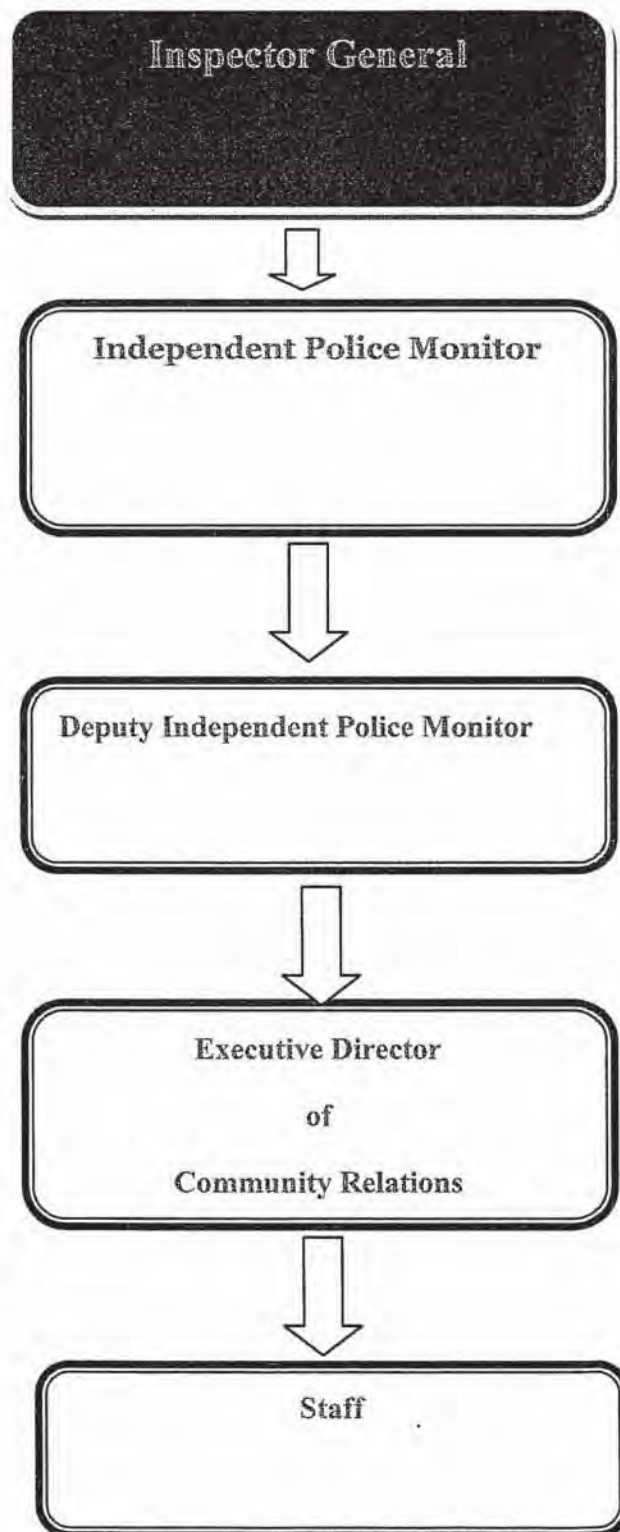 Inspector General
Independent Police Monitor
Deputy Independent Police Monitor
Executive Director
of
Community Relations
Staff